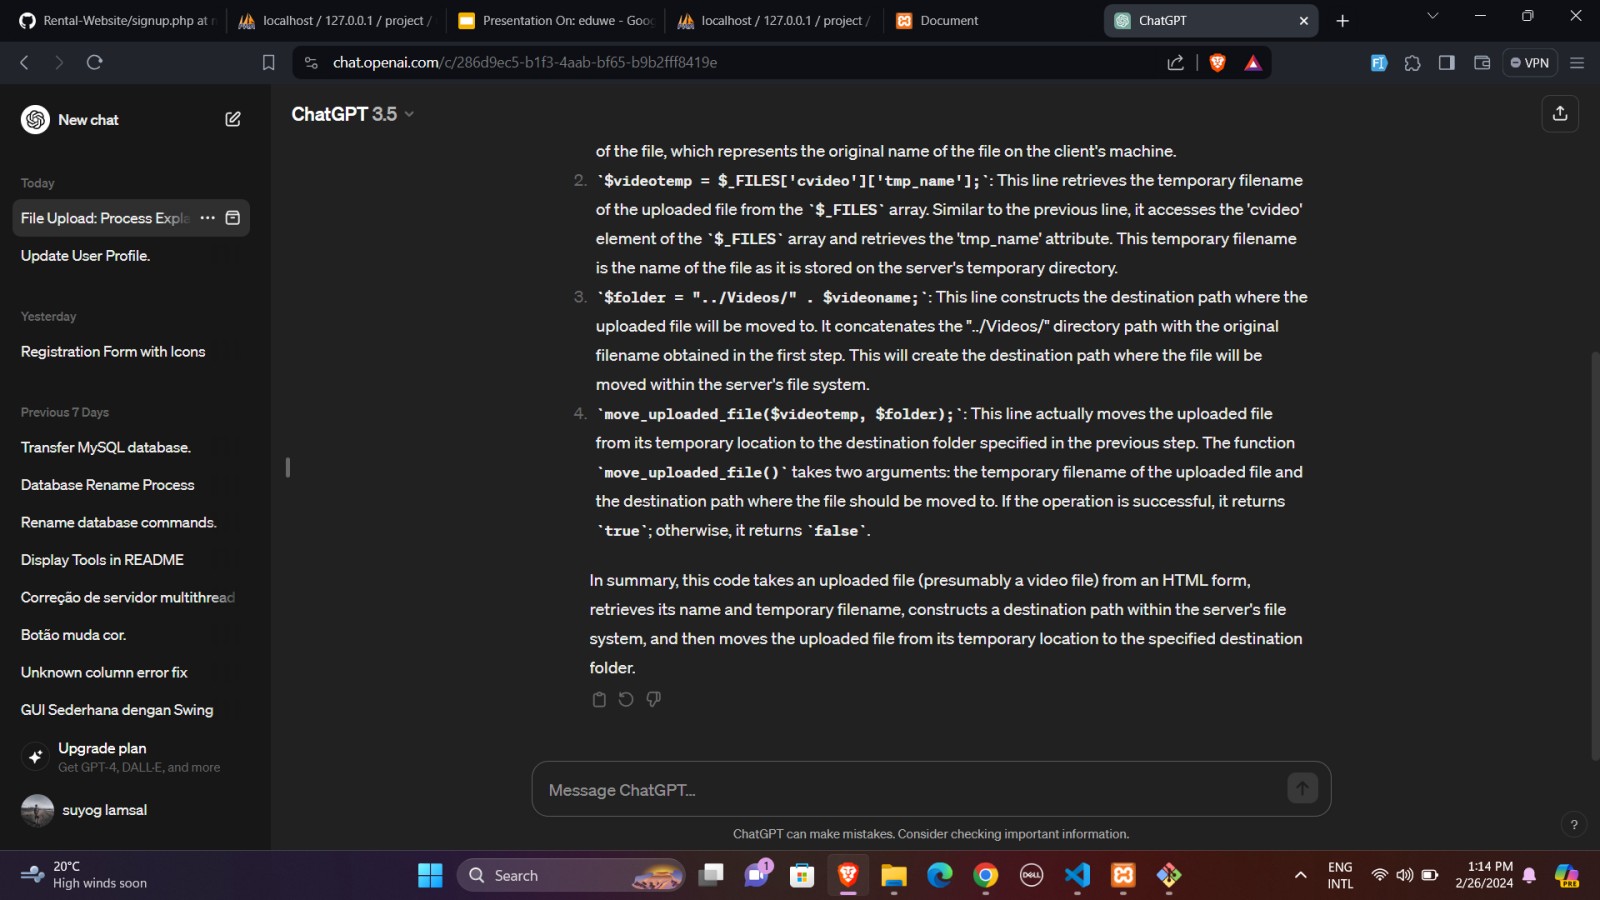 Rental-Website/signup.php at
localhost / 127.0.0.1 / project /
Presentation On: eduwe - Goo
localhost / 127.0.0.1 / project /
Document
ChatGPT
chat.openai.com/c/286d9ec5-b1f3-4aab-bf65-b9b2fff8419e
VPN
New chat
ChatGPT 3.5
Today
File Upload: Process Expla
Update User Profile.
Yesterday
Registration Form with Icons
Previous 7 Days
Transfer MySQL database.
Database Rename Process
Rename database commands.
Display Tools in README
Correção de servidor multithread
Botão muda cor.
Unknown column error fix
GUI Sederhana dengan Swing
Upgrade plan
Get GPT-4, DALL·E, and more
suyog lamsal
of the file, which represents the original name of the file on the client's machine.
2. `$videotemp = $_FILES['cvideo']['tmp_name'];`: This line retrieves the temporary filename
of the uploaded file from the `$_FILES` array. Similar to the previous line, it accesses the 'cvideo'
element of the `$_FILES` array and retrieves the 'tmp_name' attribute. This temporary filename
is the name of the file as it is stored on the server's temporary directory.
3. `$folder = "../Videos/" . $videoname;`: This line constructs the destination path where the
uploaded file will be moved to. It concatenates the "../Videos/" directory path with the original
filename obtained in the first step. This will create the destination path where the file will be
moved within the server's file system.
4. `move_uploaded_file($videotemp, $folder);`: This line actually moves the uploaded file
from its temporary location to the destination folder specified in the previous step. The function
`move_uploaded_file()` takes two arguments: the temporary filename of the uploaded file and
the destination path where the file should be moved to. If the operation is successful, it returns
`true`; otherwise, it returns `false`.
In summary, this code takes an uploaded file (presumably a video file) from an HTML form,
retrieves its name and temporary filename, constructs a destination path within the server's file
system, and then moves the uploaded file from its temporary location to the specified destination
folder.
Message ChatGPT...
ChatGPT can make mistakes. Consider checking important information.
?
20°C
High winds soon
Search
1
DELL
ENG
INTL
1:14 PM
2/26/2024
PRE